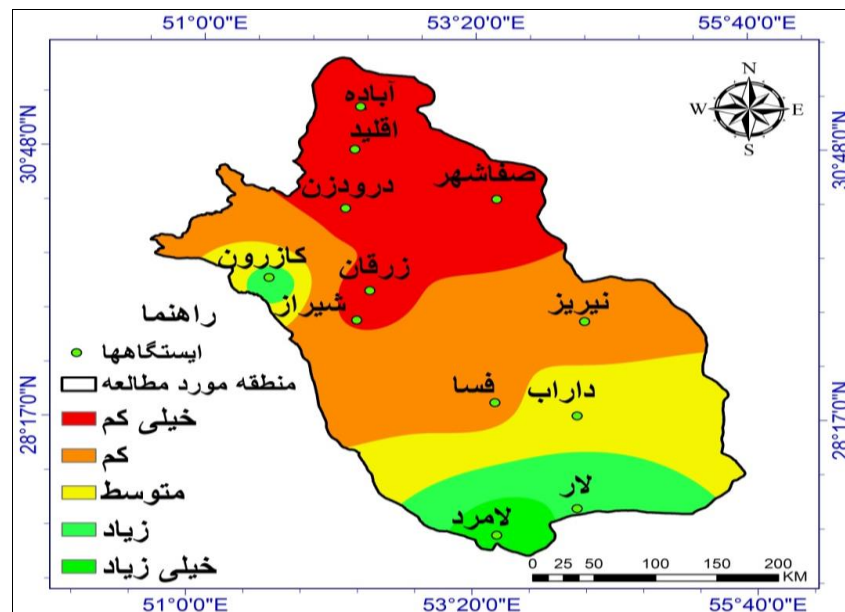 51°0'0"E 53°20'0"E 55°40'0"E
N
W E
S
30°48'0"N
30°48'0"N
آباده
اقلید
صفاشهر
درودزن
کازرون
زرقان
شیراز
نیریز
فسا
داراب
لار
لامرد
راهنما
ایستگاهها
منطقه مورد مطالعه
خیلی کم
کم
متوسط
زیاد
خیلی زیاد
28°17'0"N
28°17'0"N
0 25 50 100 150 200
KM
51°0'0"E 53°20'0"E 55°40'0"E